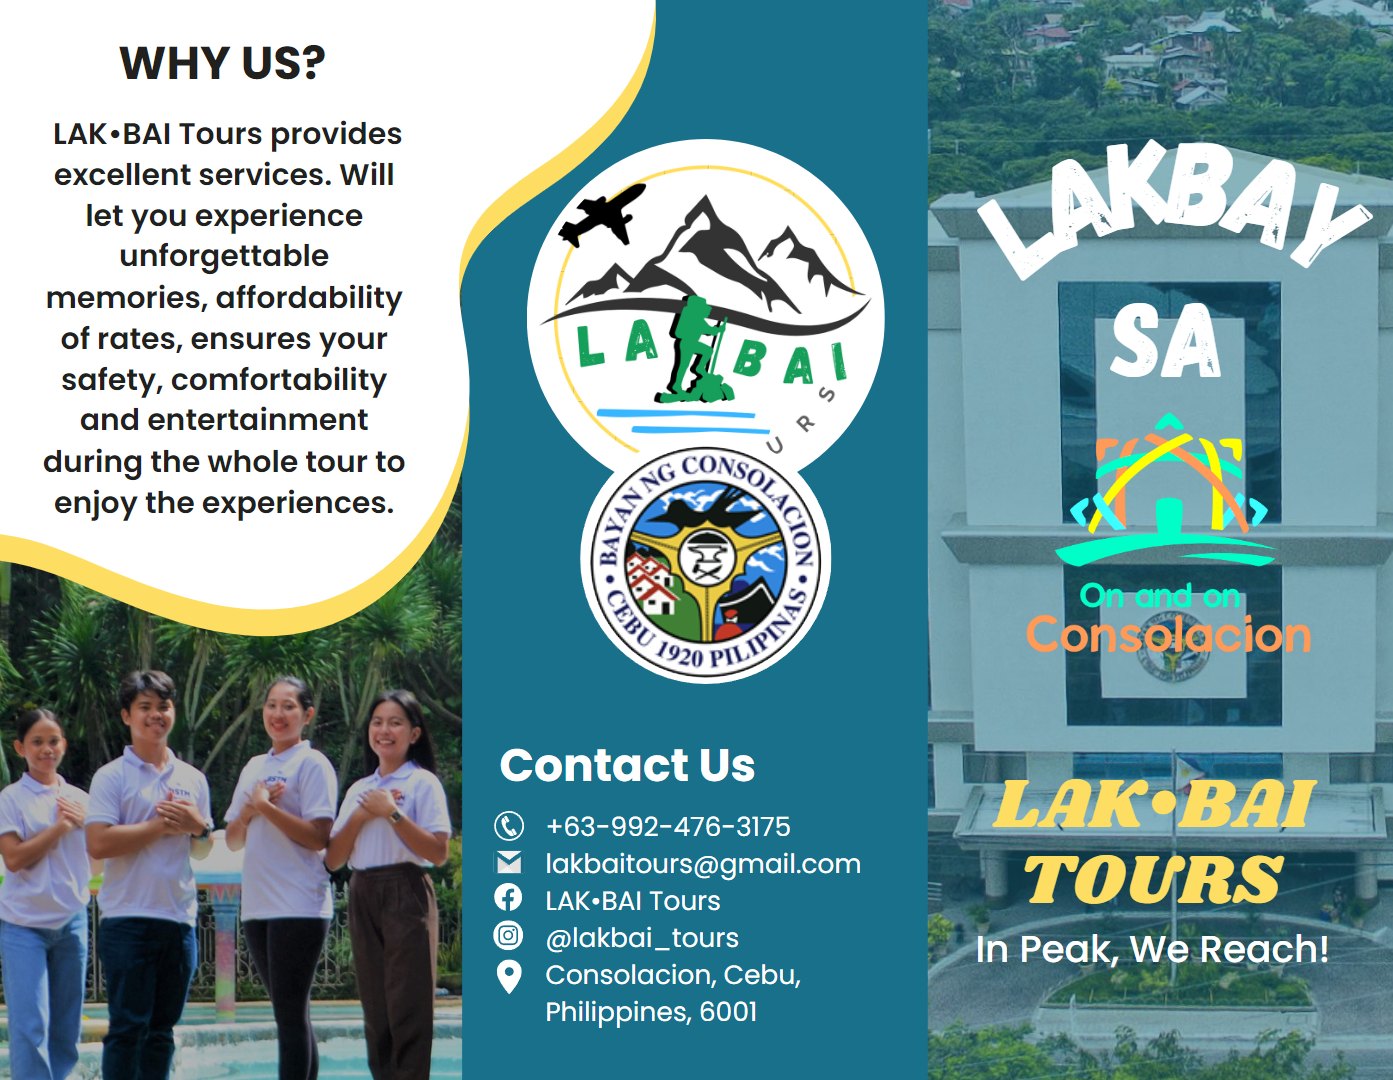 WHY US?
LAK•BAI Tours provides
excellent services. Will
let you experience
unforgettable
memories, affordability
of rates, ensures your
safety, comfortability
and entertainment
during the whole tour to
enjoy the experiences.
LA BAI
URS
BAYAN NG CONSOLACION
• CEBU 1920 PILIPINAS •
Contact Us
+63-992-476-3175
lakbaitours@gmail.com
LAK•BAI Tours
@lakbai_tours
Consolacion, Cebu,
Philippines, 6001
LAKBAY
SA
On and on
Consolacion
LAK•BAI
TOURS
In Peak, We Reach!